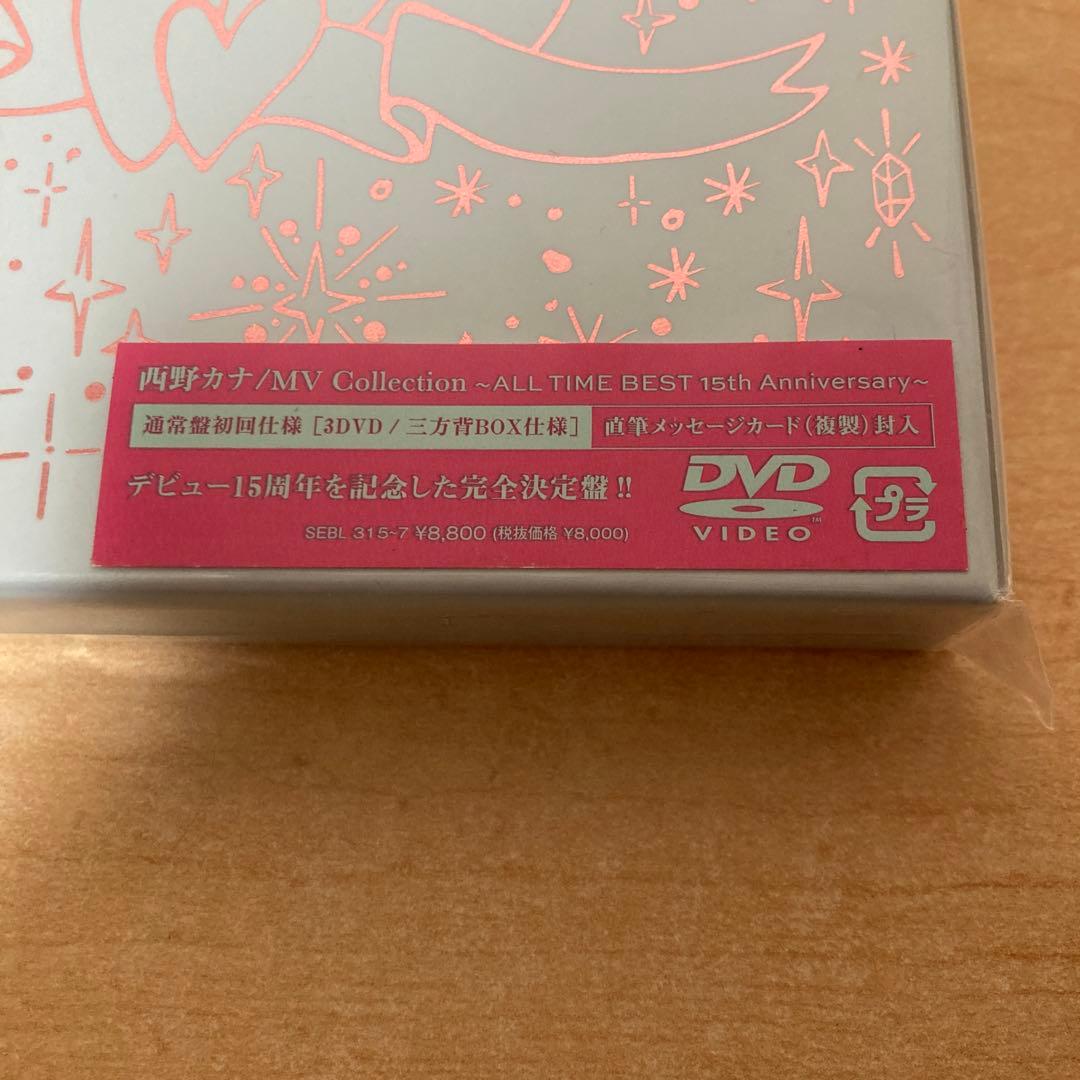 西野カナ/MV Collection ~ALL TIME BEST 15th Anniversary~
通常盤初回仕様 [3DVD / 三方背BOX仕様] 直筆メッセージカード(複製)封入
デビュー15周年を記念した完全決定盤!!
SEBL 315~7 ¥8,800 (税抜価格 ¥8,000)
DVD
VIDEO
TM
プラ